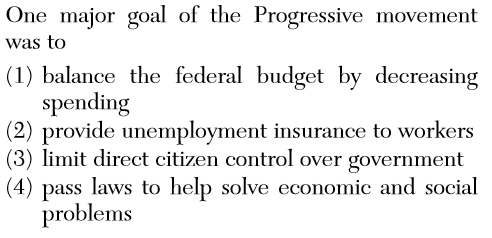 One major goal of the Progressive movement
was to
(1) balance the federal budget by decreasing
spending
(2) provide unemployment insurance to workers
(3) limit direct citizen control over government
(4) pass laws to help solve economic and social
problems